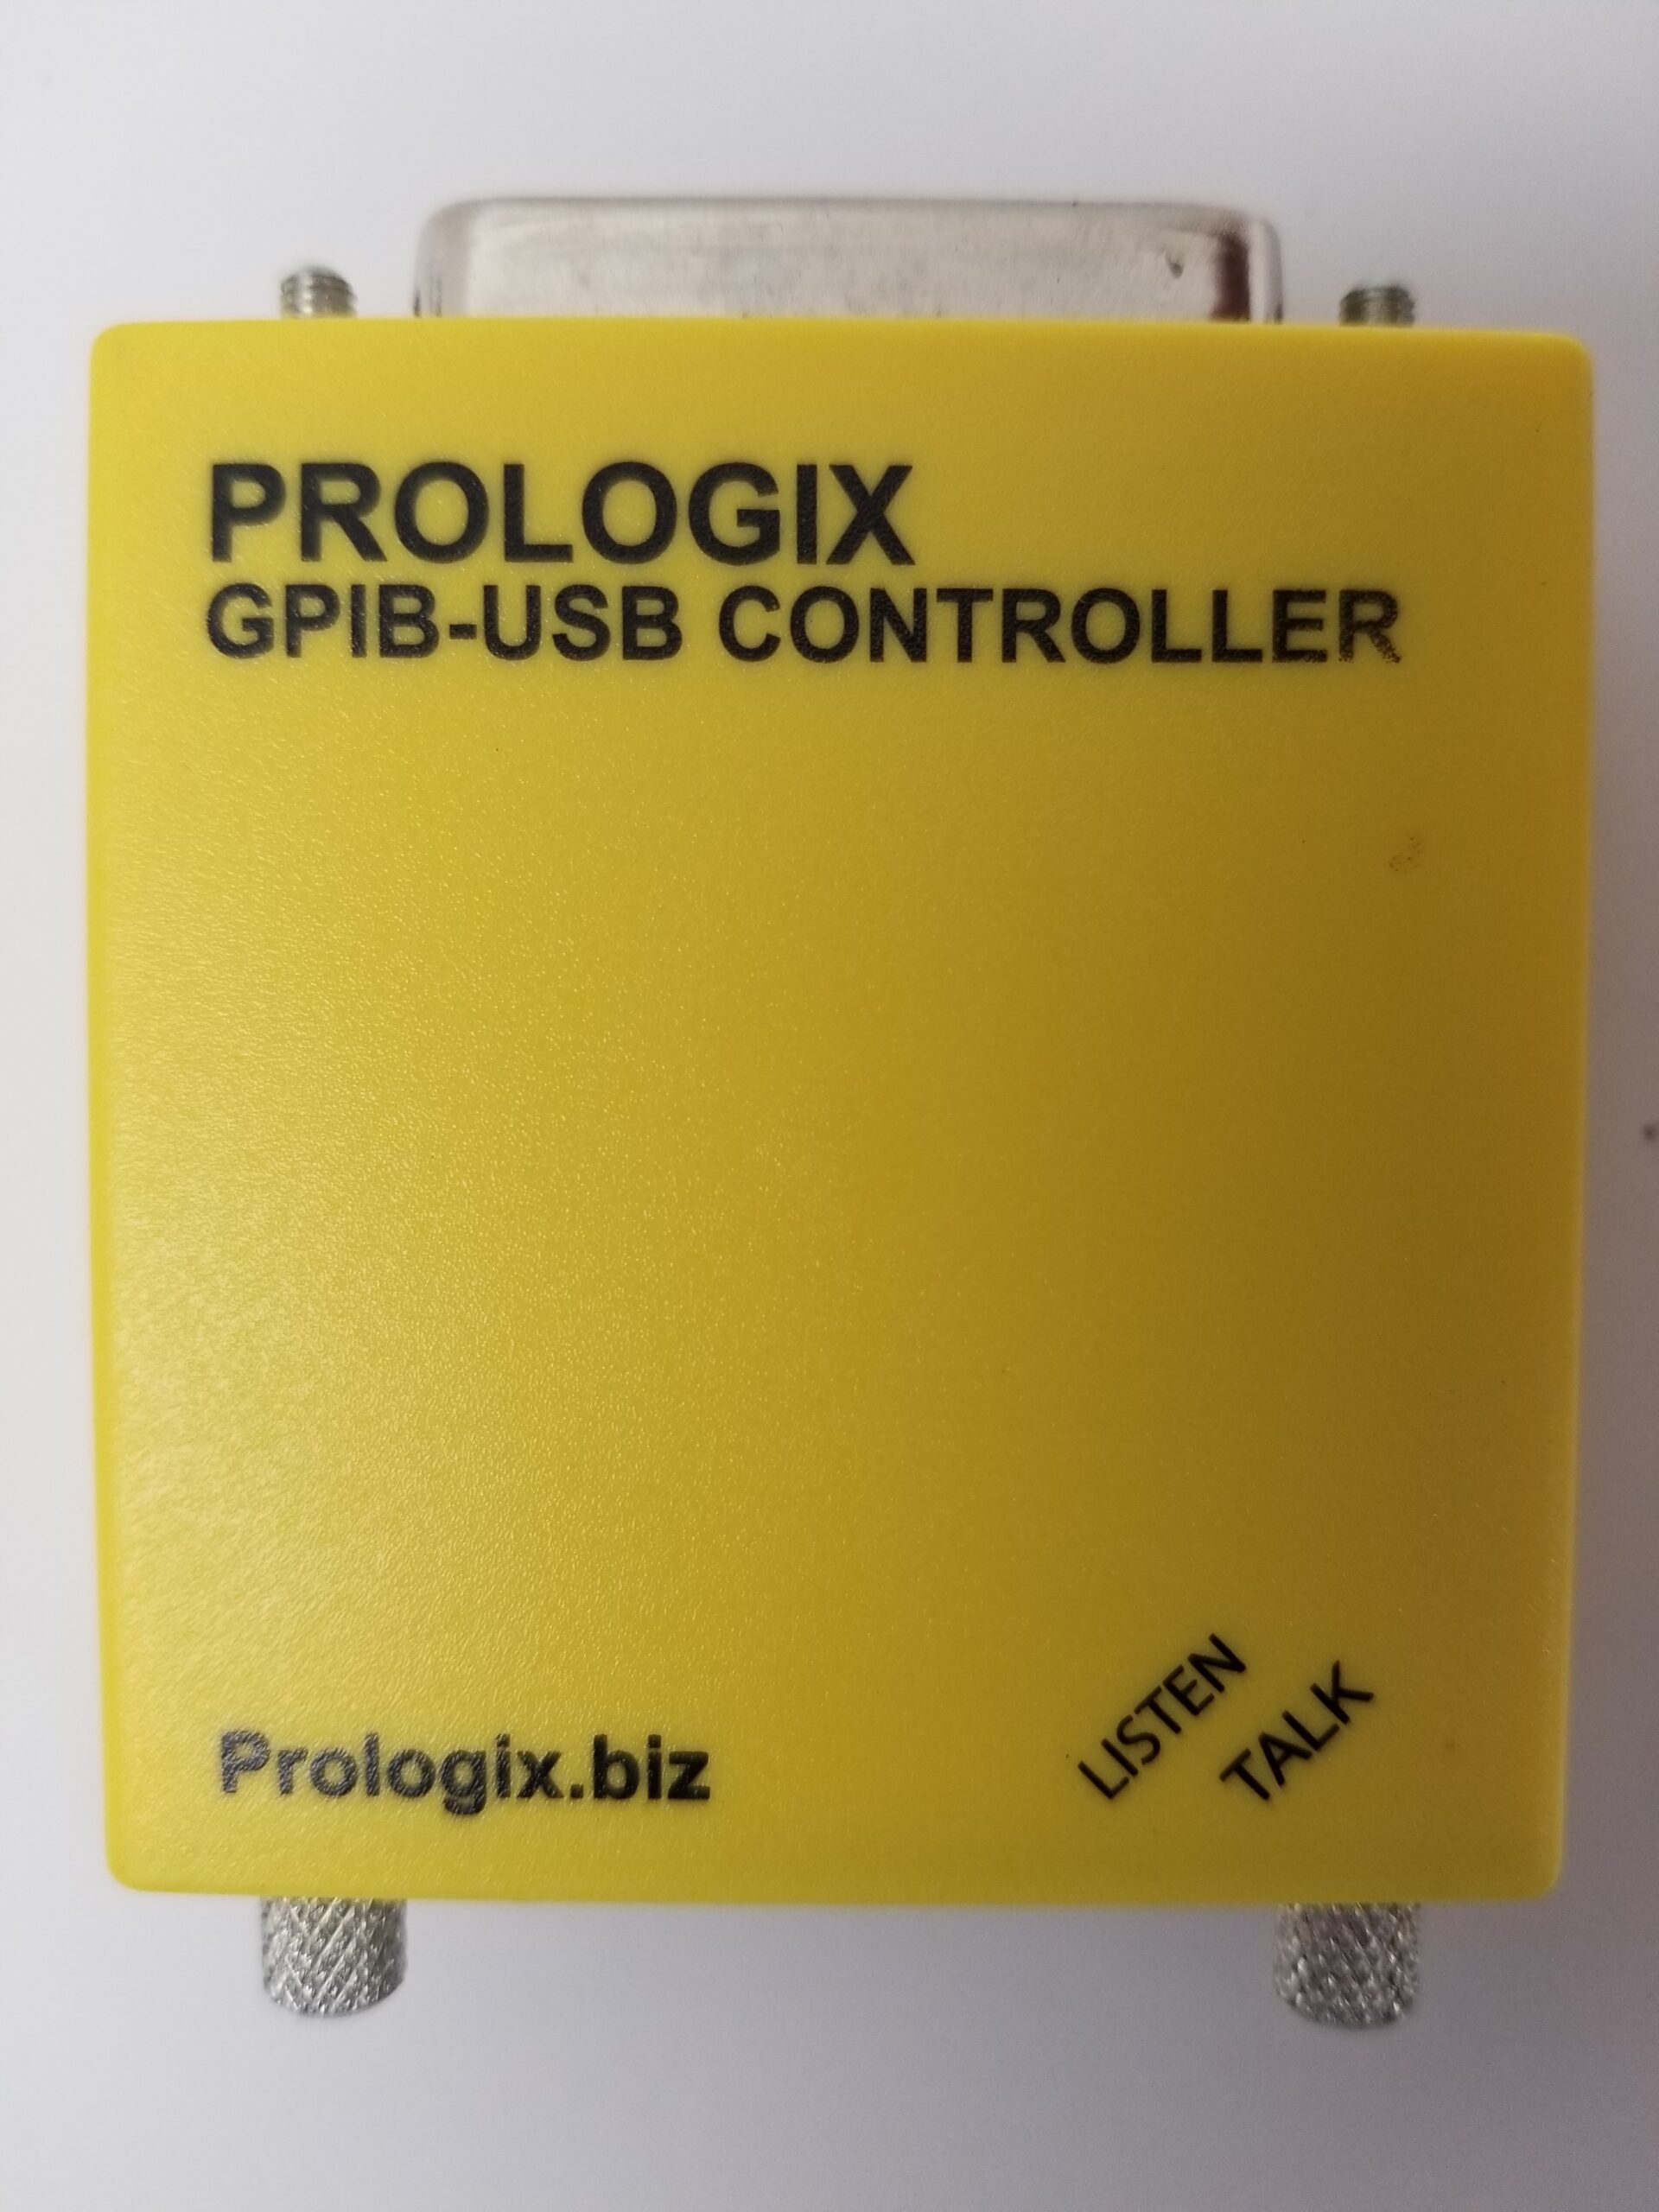 PROLOGIX
GPIB-USB CONTROLLER
Prologix.biz
LISTEN
TALK